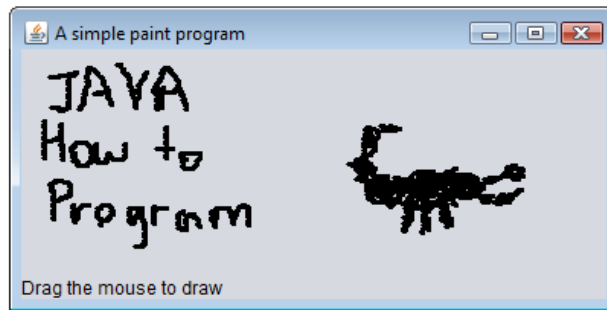 A simple paint program
JAVA
How to
Program
Drag the mouse to draw